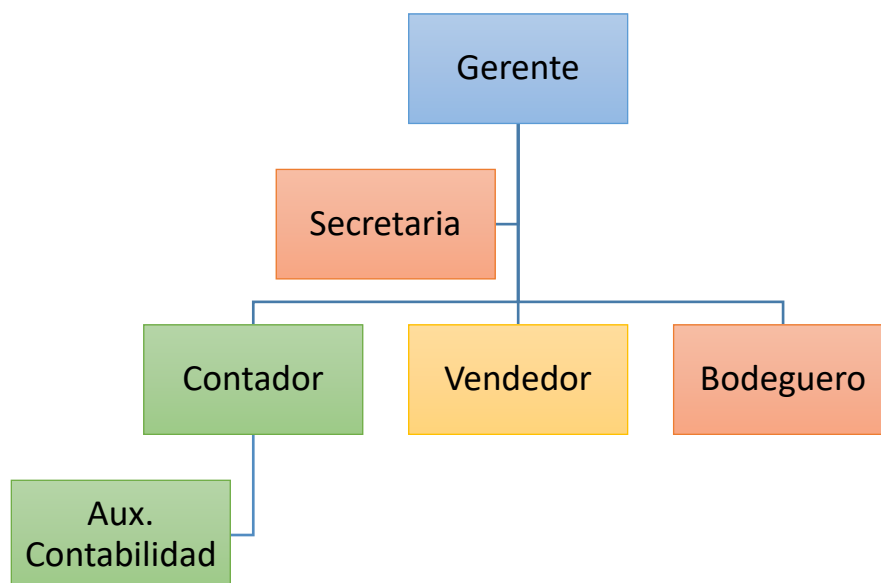 Gerente
Secretaria
Contador
Vendedor
Bodeguero
Aux.
Contabilidad